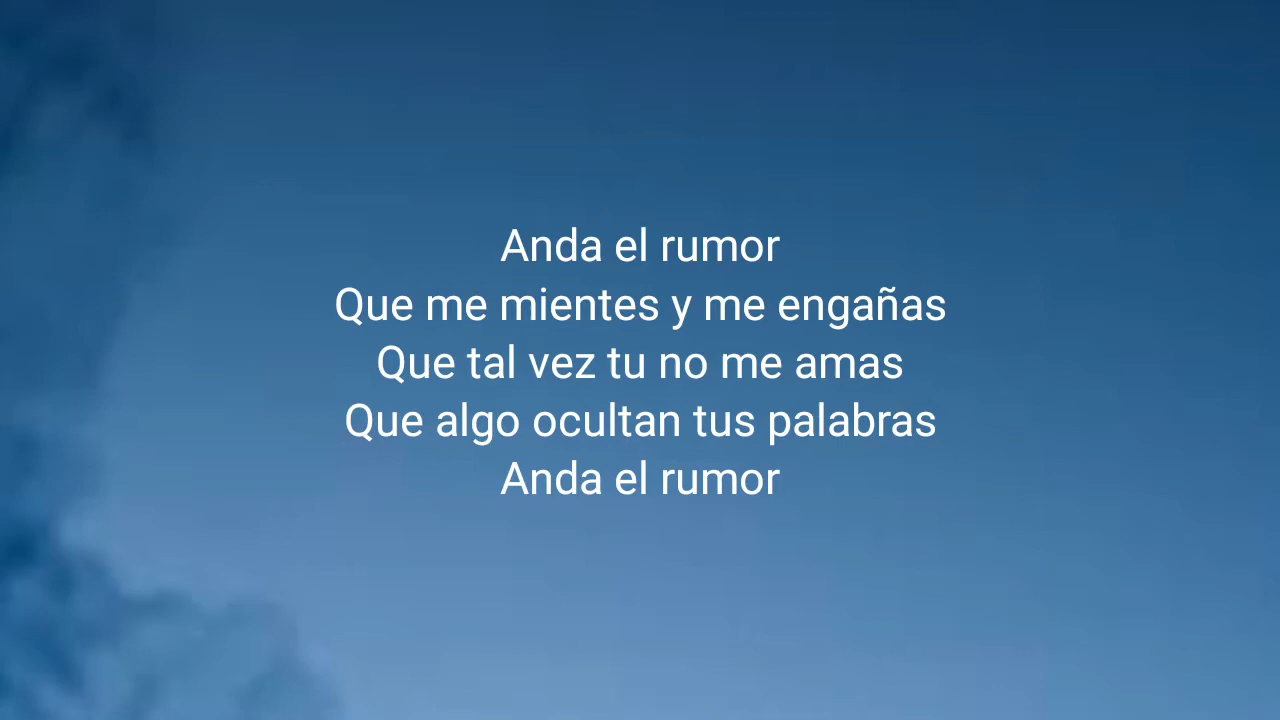 Anda el rumor
Que me mientes y me engañas
Que tal vez tu no me amas
Que algo ocultan tus palabras
Anda el rumor